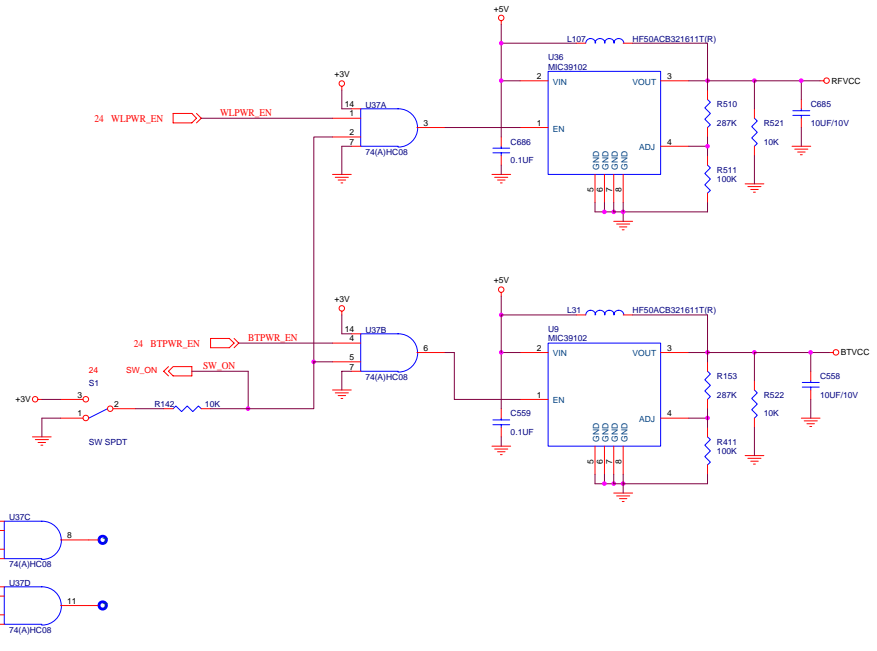 +5V
L107 HF50ACB321611T(R)
U36
MIC39102
+3V
2 VIN VOUT 3 RFVCC
14 U37A
24 WLPWR_EN WLPWR_EN 1
R510
287K
C685
10UF/10V
3
1 EN
R521
10K
2
7
74(A)HC08
C686
0.1UF
ADJ 4
GND GND GND GND
5 6 7 8
R511
100K
+5V
L31 HF50ACB321611T(R)
+3V
14 U37B
U9
MIC39102
24 BTPWR_EN BTPWR_EN 4
6
2 VIN VOUT 3 BTVCC
5
7
74(A)HC08
24 SW_ON SW_ON
S1
R153
287K
C558
10UF/10V
+3V 3
2 R142 10K
1
SW SPDT
1 EN
R522
10K
C559
0.1UF
ADJ 4
GND GND GND GND
5 6 7 8
R411
100K
U37C
8
74(A)HC08
U37D
11
74(A)HC08